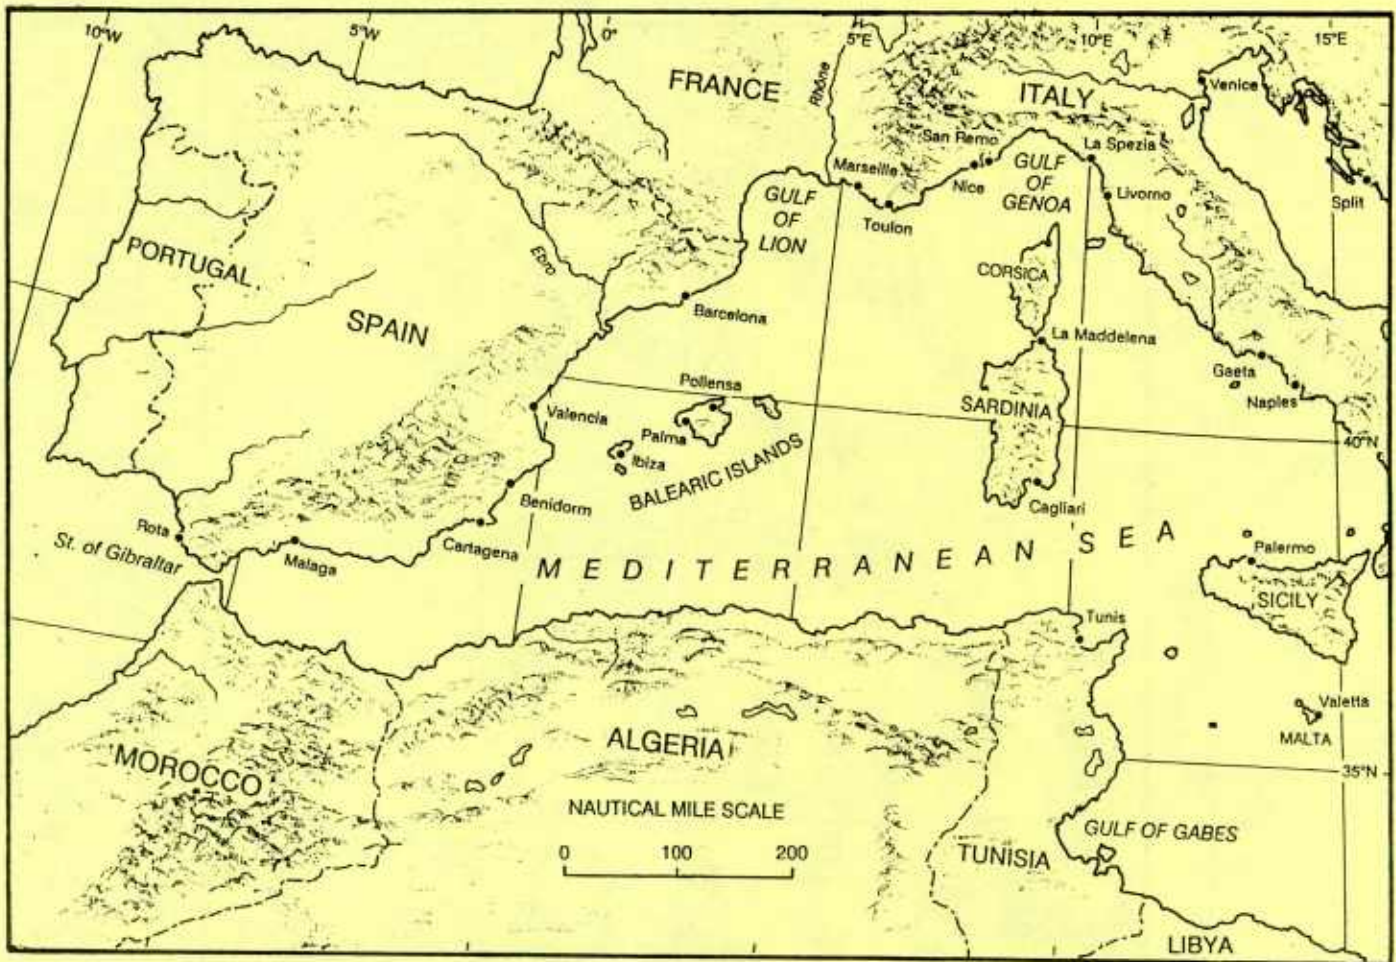 10°W
5°W
0°
5°E
10°E
15°E
FRANCE
Rhône
ITALY
Venice
San Remo
La Spezia
Marseille
Nice
GULF
OF
GENOA
Livorno
Split
GULF
OF
LION
Toulon
PORTUGAL
Ebro
CORSICA
SPAIN
Barcelona
La Maddelena
Pollensa
Gaeta
Naples
Valencia
Palma
SARDINIA
40°N
Ibiza
BALEARIC ISLANDS
Benidorm
Cagliari
Rota
St. of Gibraltar
Malaga
Cartagena
MEDITERRANEAN SEA
Palermo
SICILY
Tunis
Valetta
MALTA
ALGERIA
MOROCCO
35°N
NAUTICAL MILE SCALE
0 100 200
GULF OF GABES
TUNISIA
LIBYA